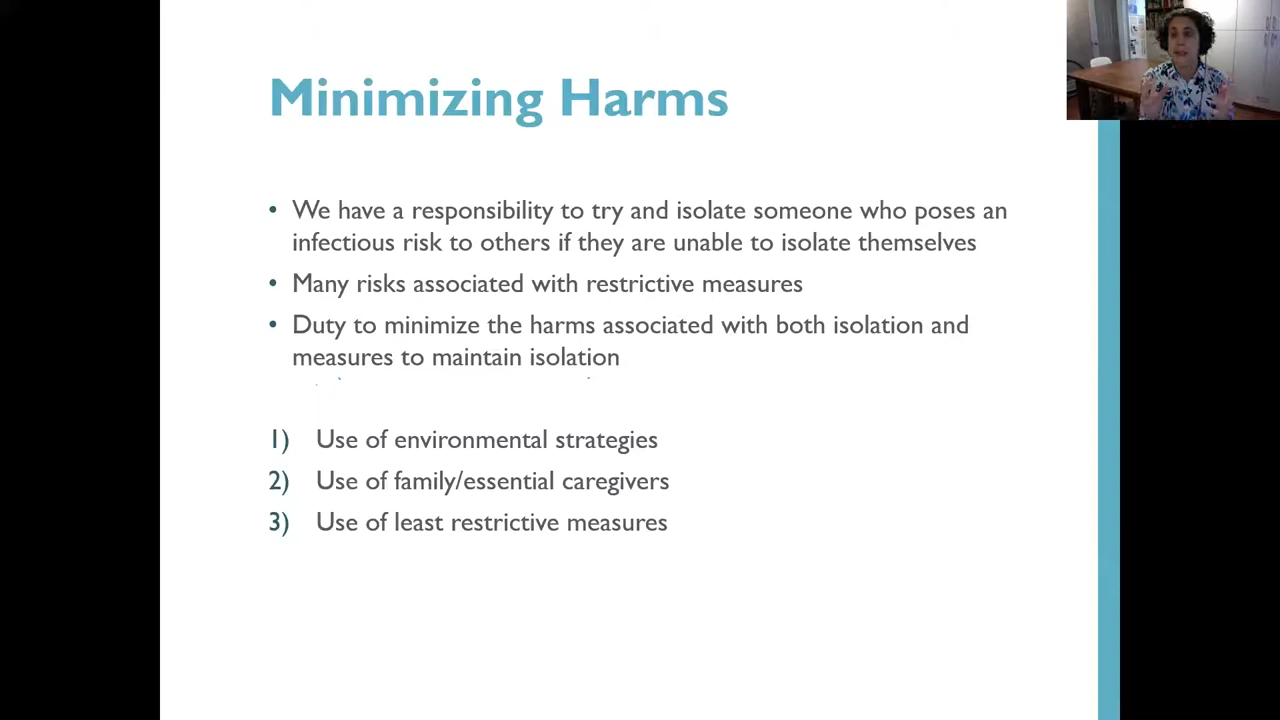 Minimizing Harms
• We have a responsibility to try and isolate someone who poses an
infectious risk to others if they are unable to isolate themselves
• Many risks associated with restrictive measures
• Duty to minimize the harms associated with both isolation and
measures to maintain isolation
1) Use of environmental strategies
2) Use of family/essential caregivers
3) Use of least restrictive measures